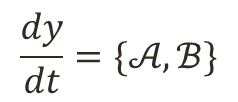 dy/dt = {𝒜, ℬ}